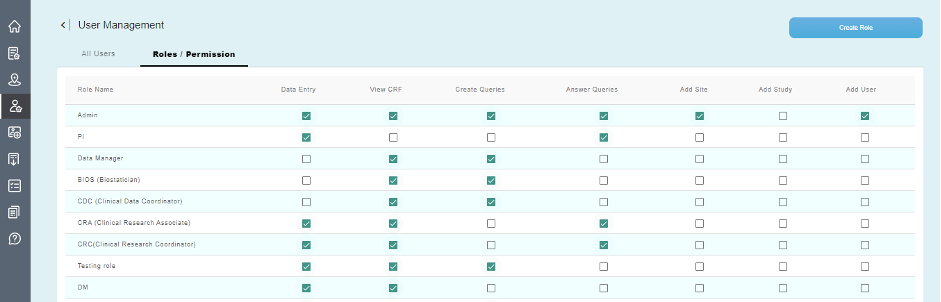 User Management
Create Role
All Users Roles / Permission
Role Name Data Entry View CRF Create Queries Answer Queries Add Site Add Study Add User
Admin
PI
Data Manager
BIOS (Biostatician)
CDC (Clinical Data Coordinator)
CRA (Clinical Research Associate)
CRC(Clinical Research Coordinator)
Testing role
DM